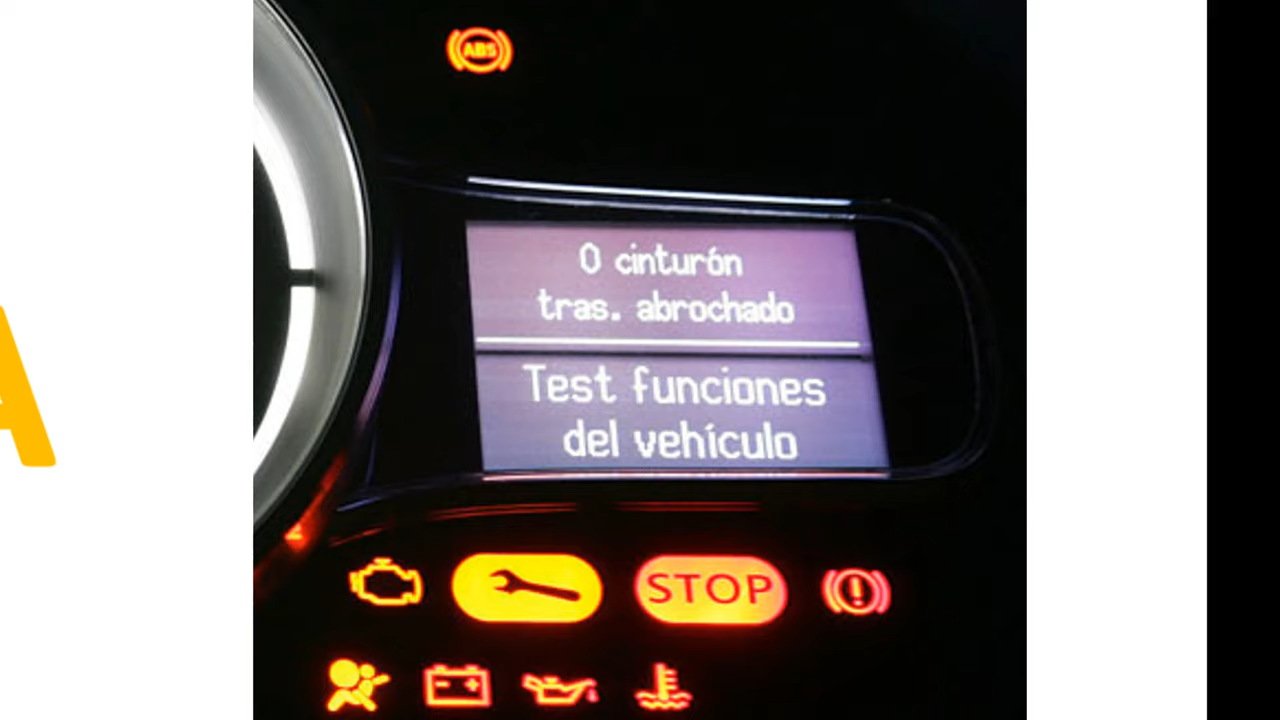 A
ABS
0 cinturón
tras. abrochado
Test funciones
del vehículo
STOP